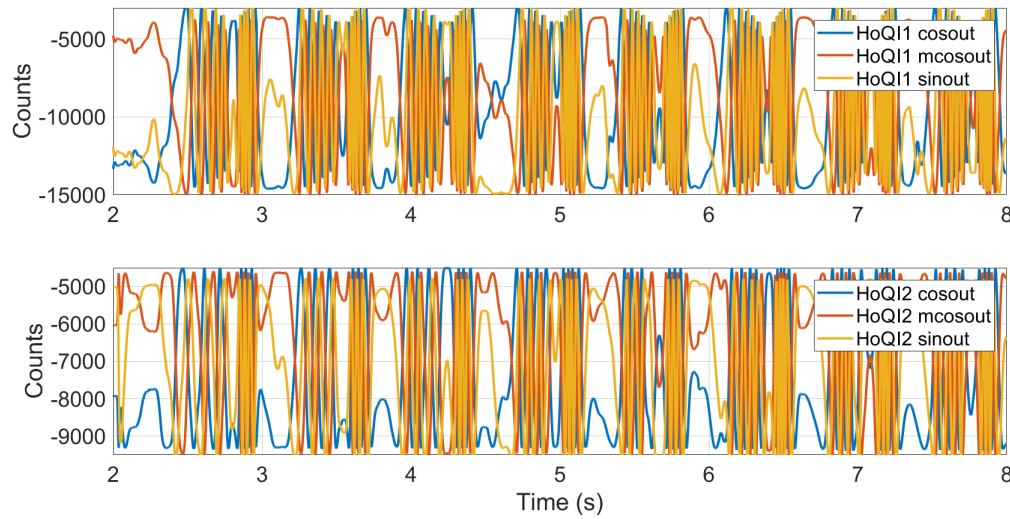 Counts
-5000
-10000
-15000
HoQI1 cosout
HoQI1 mcosout
HoQI1 sinout
2 3 4 5 6 7 8
Counts
-5000
-6000
-7000
-8000
-9000
HoQI2 cosout
HoQI2 mcosout
HoQI2 sinout
2 3 4 5 6 7 8
Time (s)